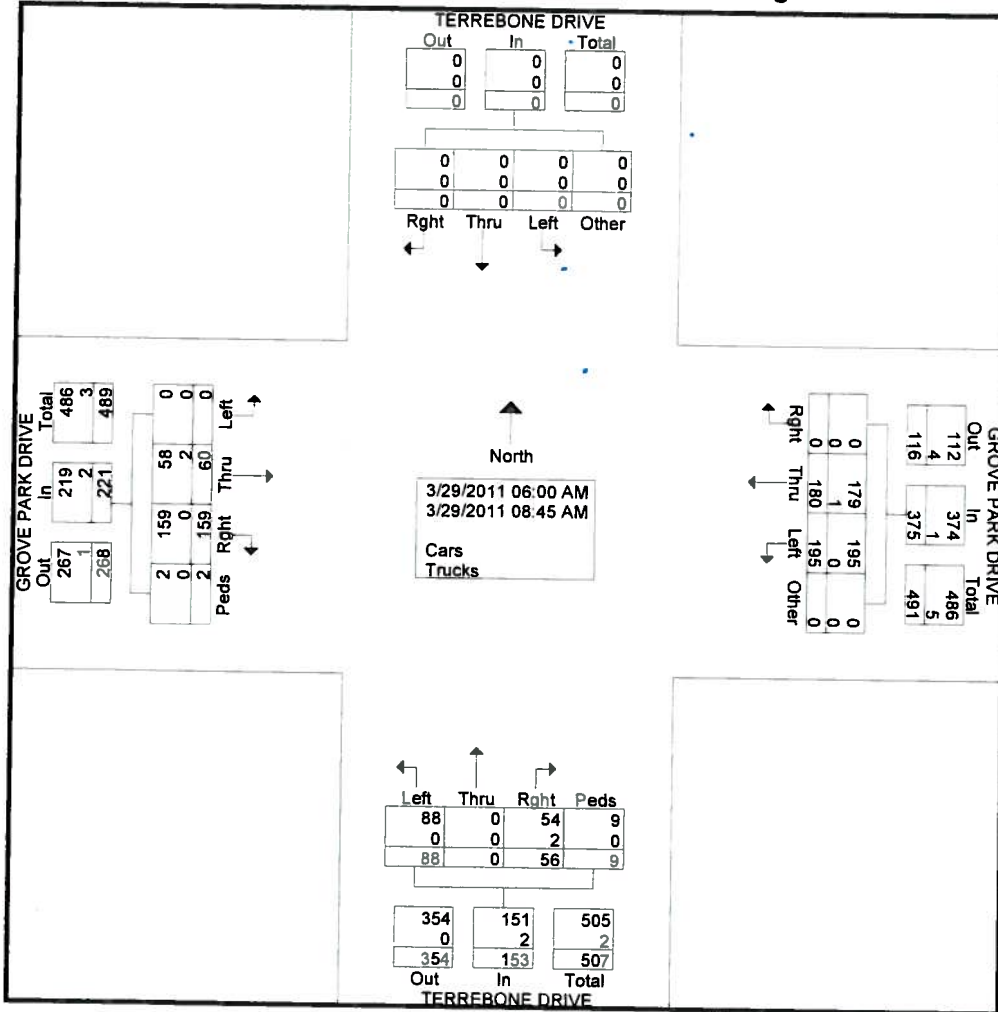 TERREBONE DRIVE
Out In Total
0 0 0
0 0 0
0 0 0
0 0 0 0
0 0 0 0
0 0 0 0
Rght Thru Left Other
GROVE PARK DRIVE
Total In Out
486 219 267
3 2 1
489 221 268
0 58 159 2
0 2 0 0
0 60 159 2
Left Thru Rght Peds
North
3/29/2011 06:00 AM
3/29/2011 08:45 AM
Cars
Trucks
Rght Thru Left Other
0 179 195 0
0 1 0 0
0 180 195 0
GROVE PARK DRIVE
Out In Total
112 374 486
4 1 5
116 375 491
Left Thru Rght Peds
88 0 54 9
0 0 2 0
88 0 56 9
354 151 505
0 2 2
354 153 507
Out In Total
TERREBONE DRIVE